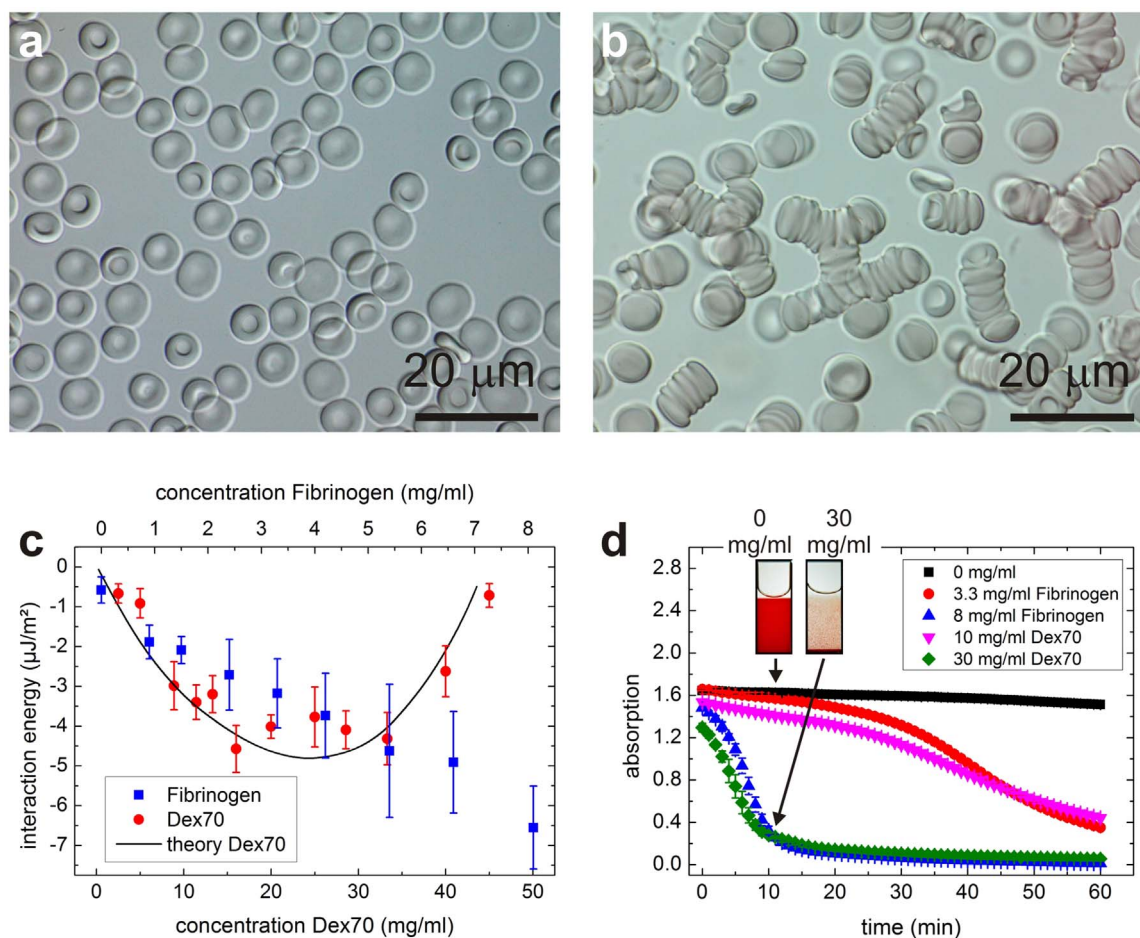 a
20 μm
b
20 μm
c
concentration Fibrinogen (mg/ml)
0 1 2 3 4 5 6 7 8
interaction energy (μJ/m²)
0
-1
-2
-3
-4
-5
-6
-7
Fibrinogen
Dex70
theory Dex70
0 10 20 30 40 50
concentration Dex70 (mg/ml)
d
0 30
mg/ml mg/ml
absorption
2.8
2.4
2.0
1.6
1.2
0.8
0.4
0.0
0 mg/ml
3.3 mg/ml Fibrinogen
8 mg/ml Fibrinogen
10 mg/ml Dex70
30 mg/ml Dex70
0 10 20 30 40 50 60
time (min)